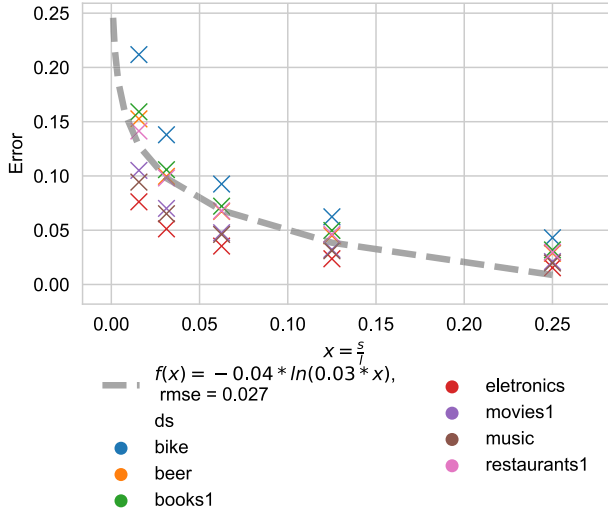 0.25
0.20
0.15
0.10
0.05
0.00
Error
0.00 0.05 0.10 0.15 0.20 0.25
x = s/l
f(x) = −0.04 * ln(0.03 * x),
rmse = 0.027
ds
bike
beer
books1
eletronics
movies1
music
restaurants1